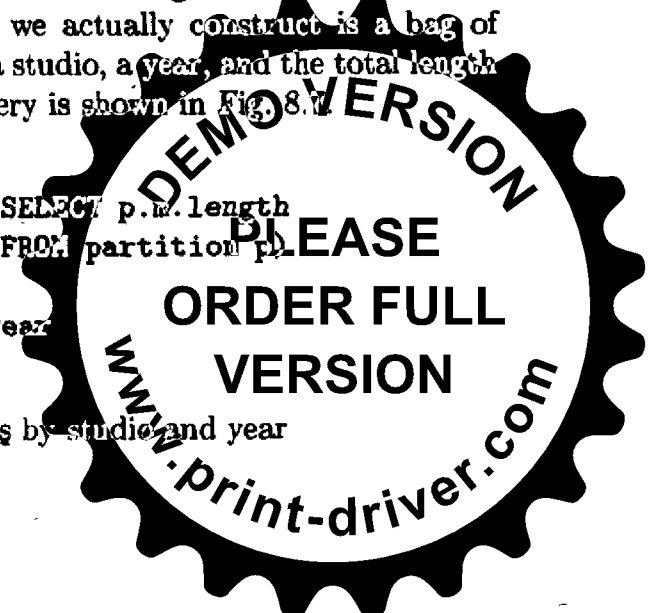 we actually construct is a bag of
studio, a year, and the total length
ery is shown in Fig. 8.
SELECT p.m.length
FROM partition p)
ear
s by studio and year
DEMO VERSION
PLEASE
ORDER FULL
VERSION
www.print-driver.com